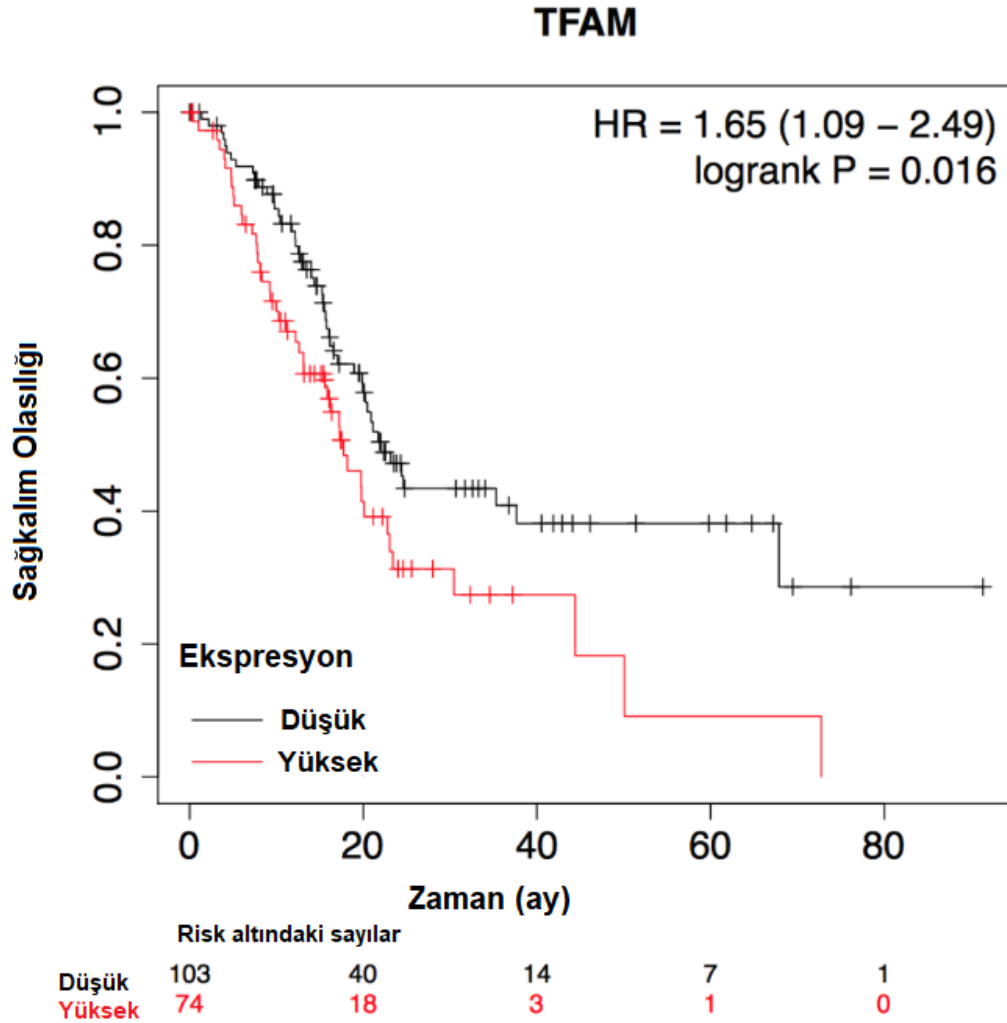 TFAM
HR = 1.65 (1.09 − 2.49)
logrank P = 0.016
Sağkalım Olasılığı
1.0
0.8
0.6
0.4
0.2
0.0
Ekspresyon
Düşük
Yüksek
0 20 40 60 80
Zaman (ay)
Risk altındaki sayılar
Düşük 103 40 14 7 1
Yüksek 74 18 3 1 0